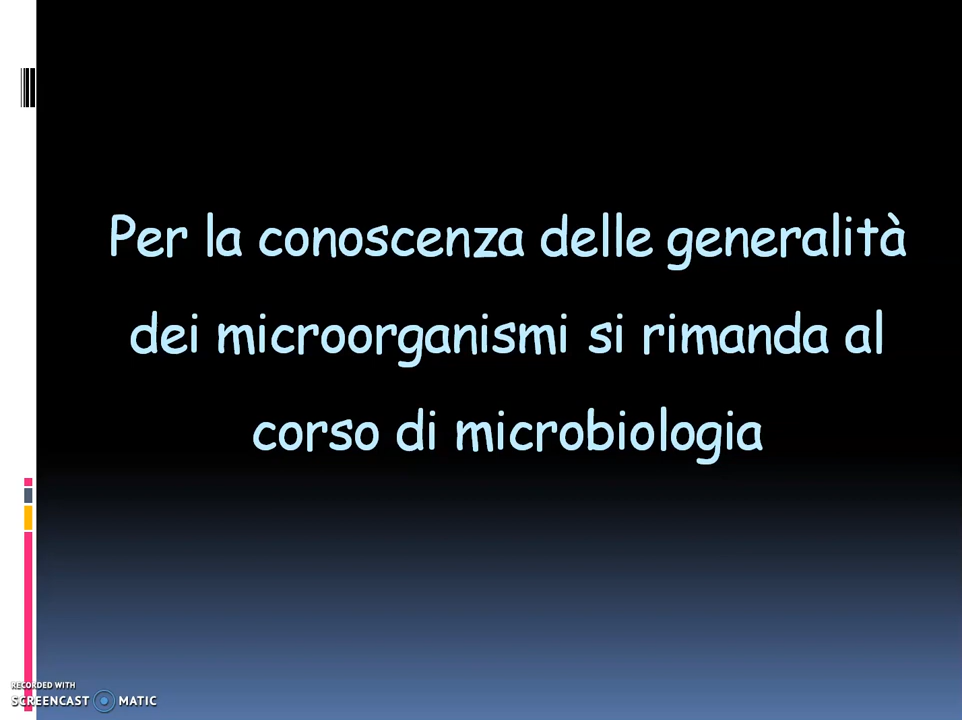 Per la conoscenza delle generalità
dei microorganismi si rimanda al
corso di microbiologia
RECORDED WITH
SCREENCAST MATIC